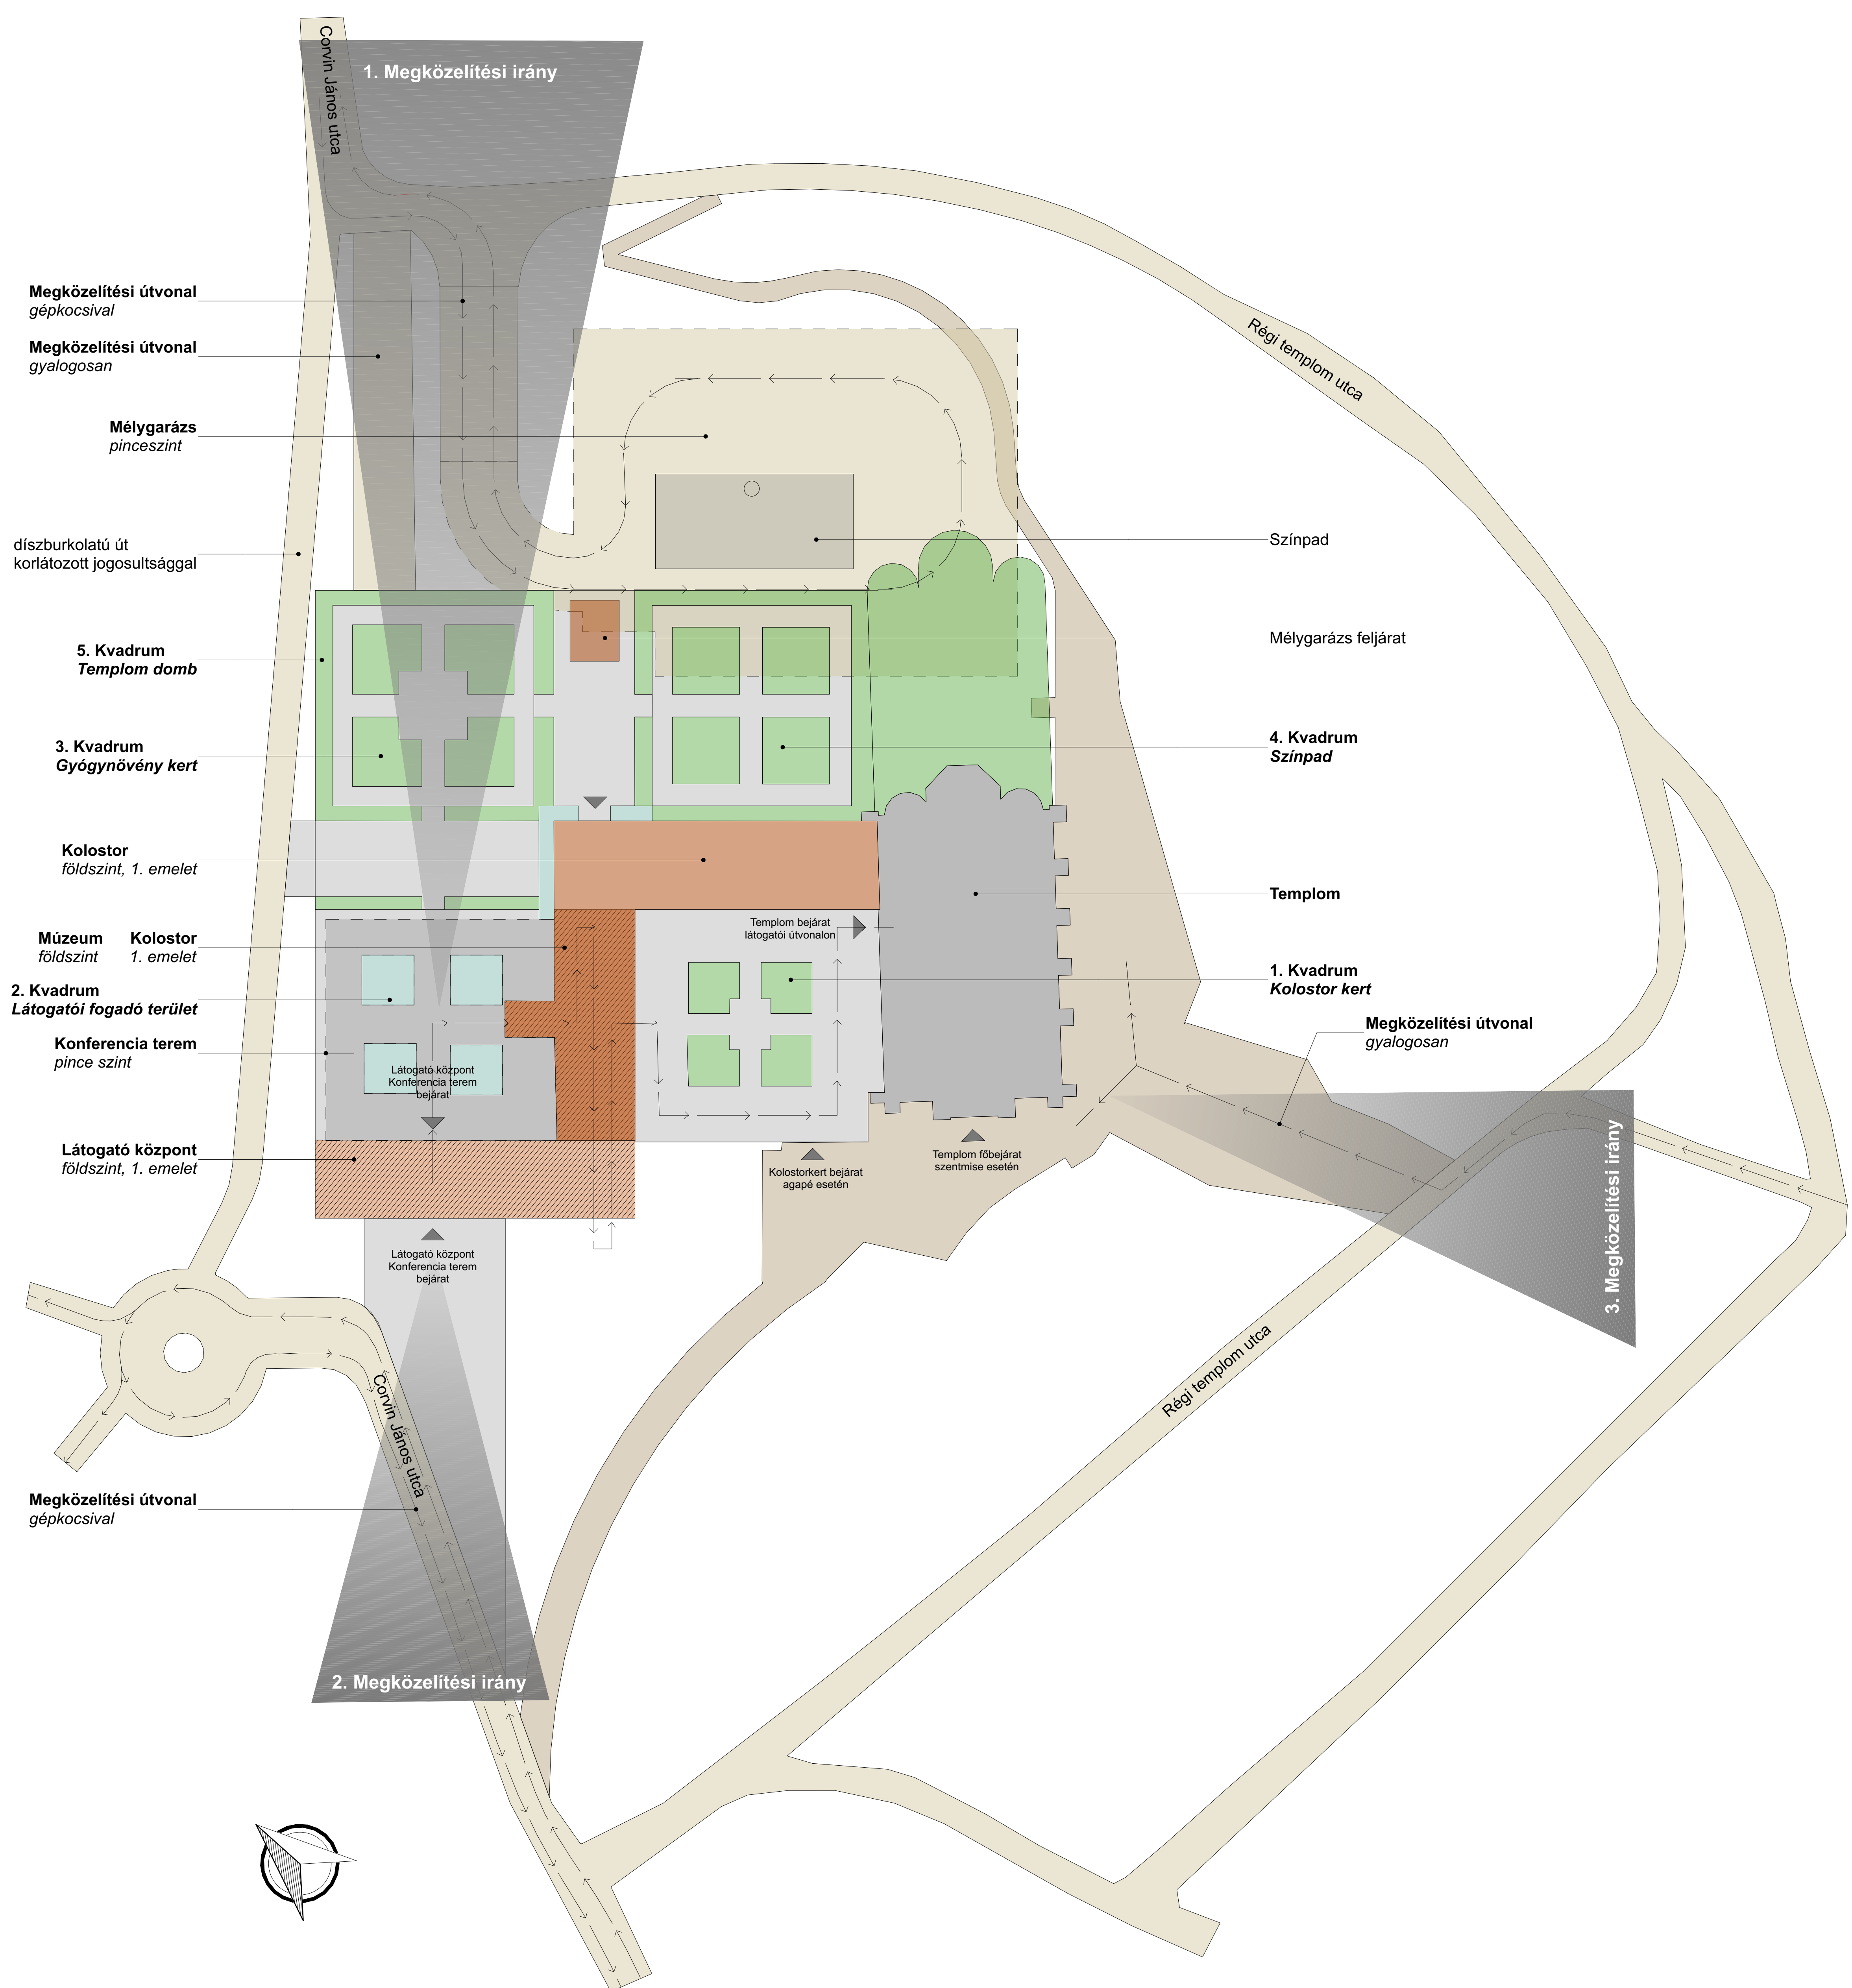 Corvin János utca
1. Megközelítési irány
Megközelítési útvonal
gépkocsival
Megközelítési útvonal
gyalogosan
Mélygarázs
pinceszint
díszburkolatú út
korlátozott jogosultsággal
5. Kvadrum
Templom domb
3. Kvadrum
Gyógynövény kert
Kolostor
földszint, 1. emelet
Múzeum
földszint
Kolostor
1. emelet
2. Kvadrum
Látogatói fogadó terület
Konferencia terem
pince szint
Látogató központ
földszint, 1. emelet
Megközelítési útvonal
gépkocsival
Régi templom utca
Színpad
Mélygarázs feljárat
4. Kvadrum
Színpad
Templom
1. Kvadrum
Kolostor kert
Megközelítési útvonal
gyalogosan
Templom bejárat
látogatói útvonalon
Látogató központ
Konferencia terem
bejárat
Kolostorkert bejárat
agapé esetén
Templom főbejárat
szentmise esetén
Látogató központ
Konferencia terem
bejárat
3. Megközelítési irány
Régi templom utca
Corvin János utca
2. Megközelítési irány